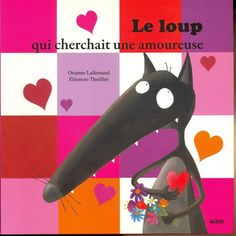 Le loup
qui cherchait une amoureuse
Orianne Lallemand
Éléonore Thuillier
AUZOU